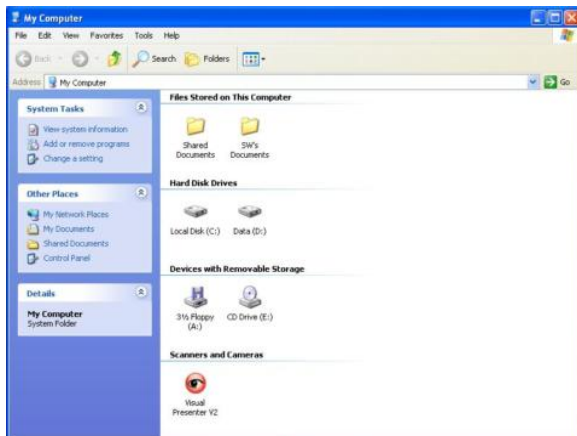 My Computer
File Edit View Favorites Tools Help
Back Search Folders
Address My Computer Go
System Tasks
View system information
Add or remove programs
Change a setting
Other Places
My Network Places
My Documents
Shared Documents
Control Panel
Details
My Computer
System Folder
Files Stored on This Computer
Shared Documents
SW's Documents
Hard Disk Drives
Local Disk (C:) Data (D:)
Devices with Removable Storage
3½ Floppy (A:)
CD Drive (E:)
Scanners and Cameras
Visual
Presenter V2